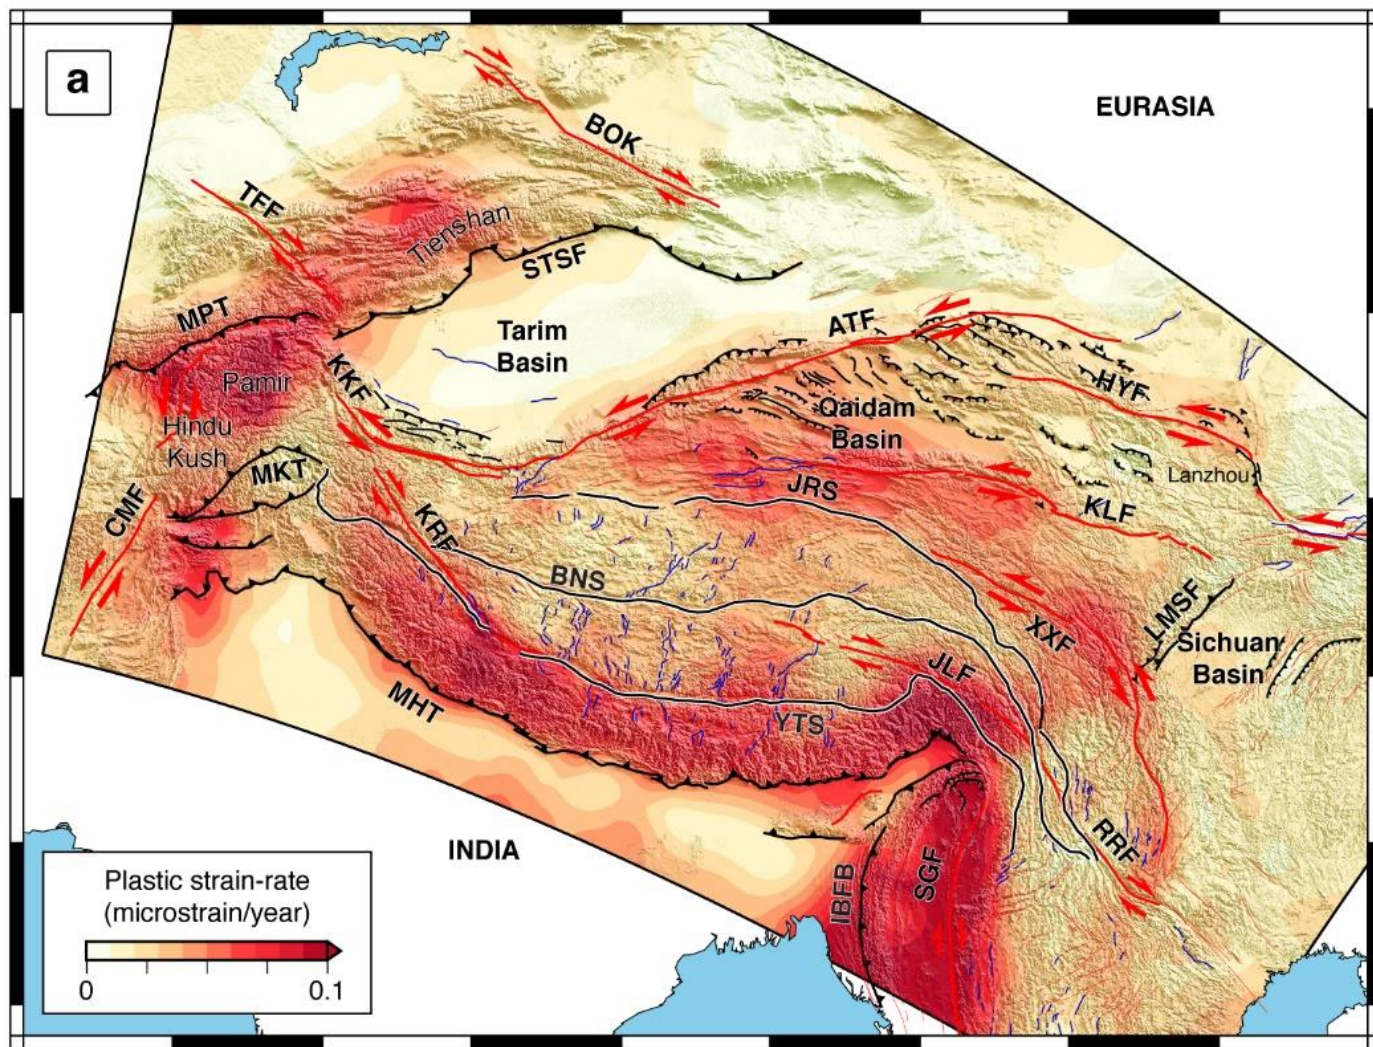 a
EURASIA
BOK
TFF
Tienshan
STSF
MPT
Tarim
Basin
ATF
KKF
Pamir
HYF
Qaidam
Basin
Hindu
Kush
MKT
Lanzhou
JRS
CMF
KRF
KLF
BNS
LMSF
XXF
Sichuan
Basin
JLF
MHT
YTS
INDIA
RRF
SGF
IBFB
Plastic strain-rate
(microstrain/year)
0 0.1